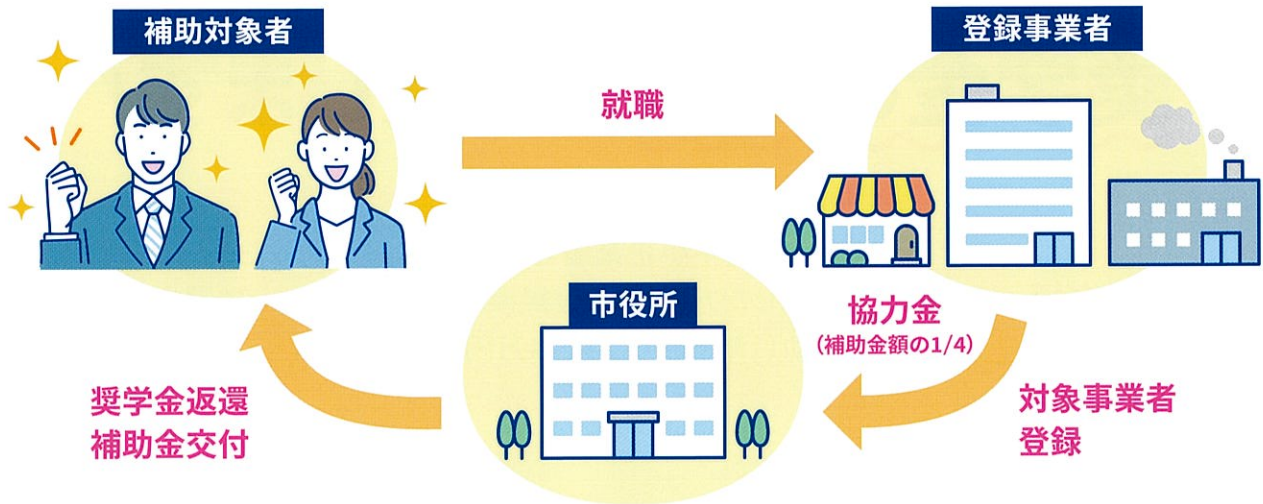 補助対象者
登録事業者
就職
市役所
協力金
（補助金額の1/4）
奨学金返還
補助金交付
対象事業者
登録